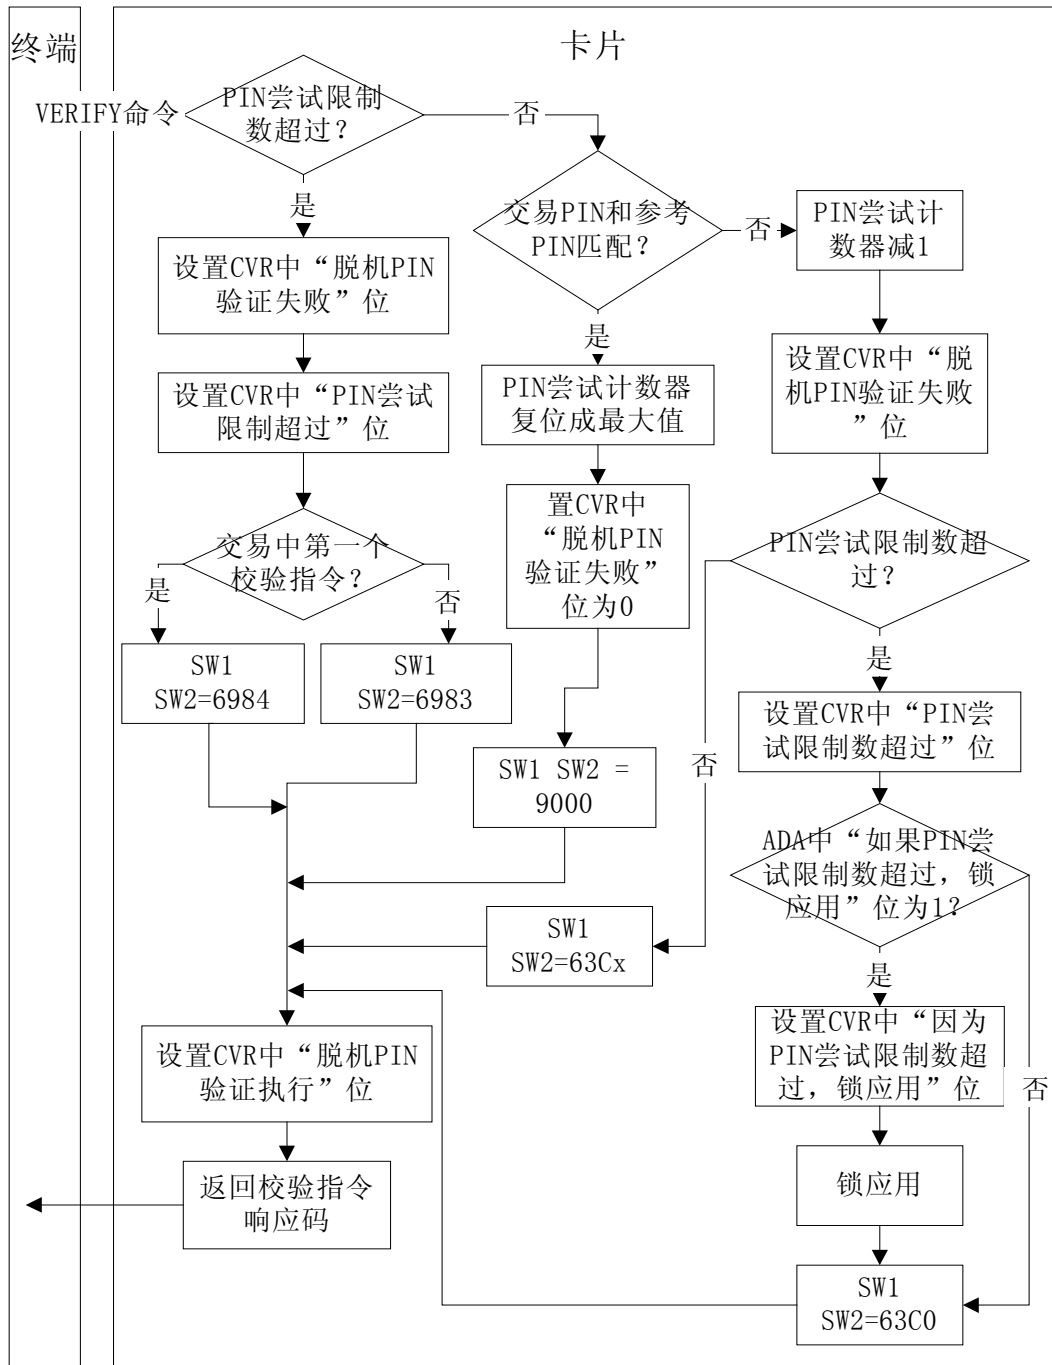 终端
卡片
VERIFY命令
PIN尝试限制
数超过?
否
是
交易PIN和参考
PIN匹配?
否
PIN尝试计
数器减1
设置CVR中“脱机PIN
验证失败”位
是
设置CVR中“脱
机PIN验证失败
”位
设置CVR中“PIN尝试
限制超过”位
PIN尝试计数器
复位成最大值
置CVR中
“脱机PIN
验证失败”
位为0
交易中第一个
校验指令?
是
否
PIN尝试限制数超
过?
SW1
SW2=6984
SW1
SW2=6983
是
否
设置CVR中“PIN尝
试限制数超过”位
SW1 SW2 =
9000
ADA中“如果PIN尝
试限制数超过，锁
应用”位为1?
SW1
SW2=63Cx
是
否
设置CVR中“因为
PIN尝试限制数超
过，锁应用”位
设置CVR中“脱机PIN
验证执行”位
锁应用
返回校验指令
响应码
SW1
SW2=63C0